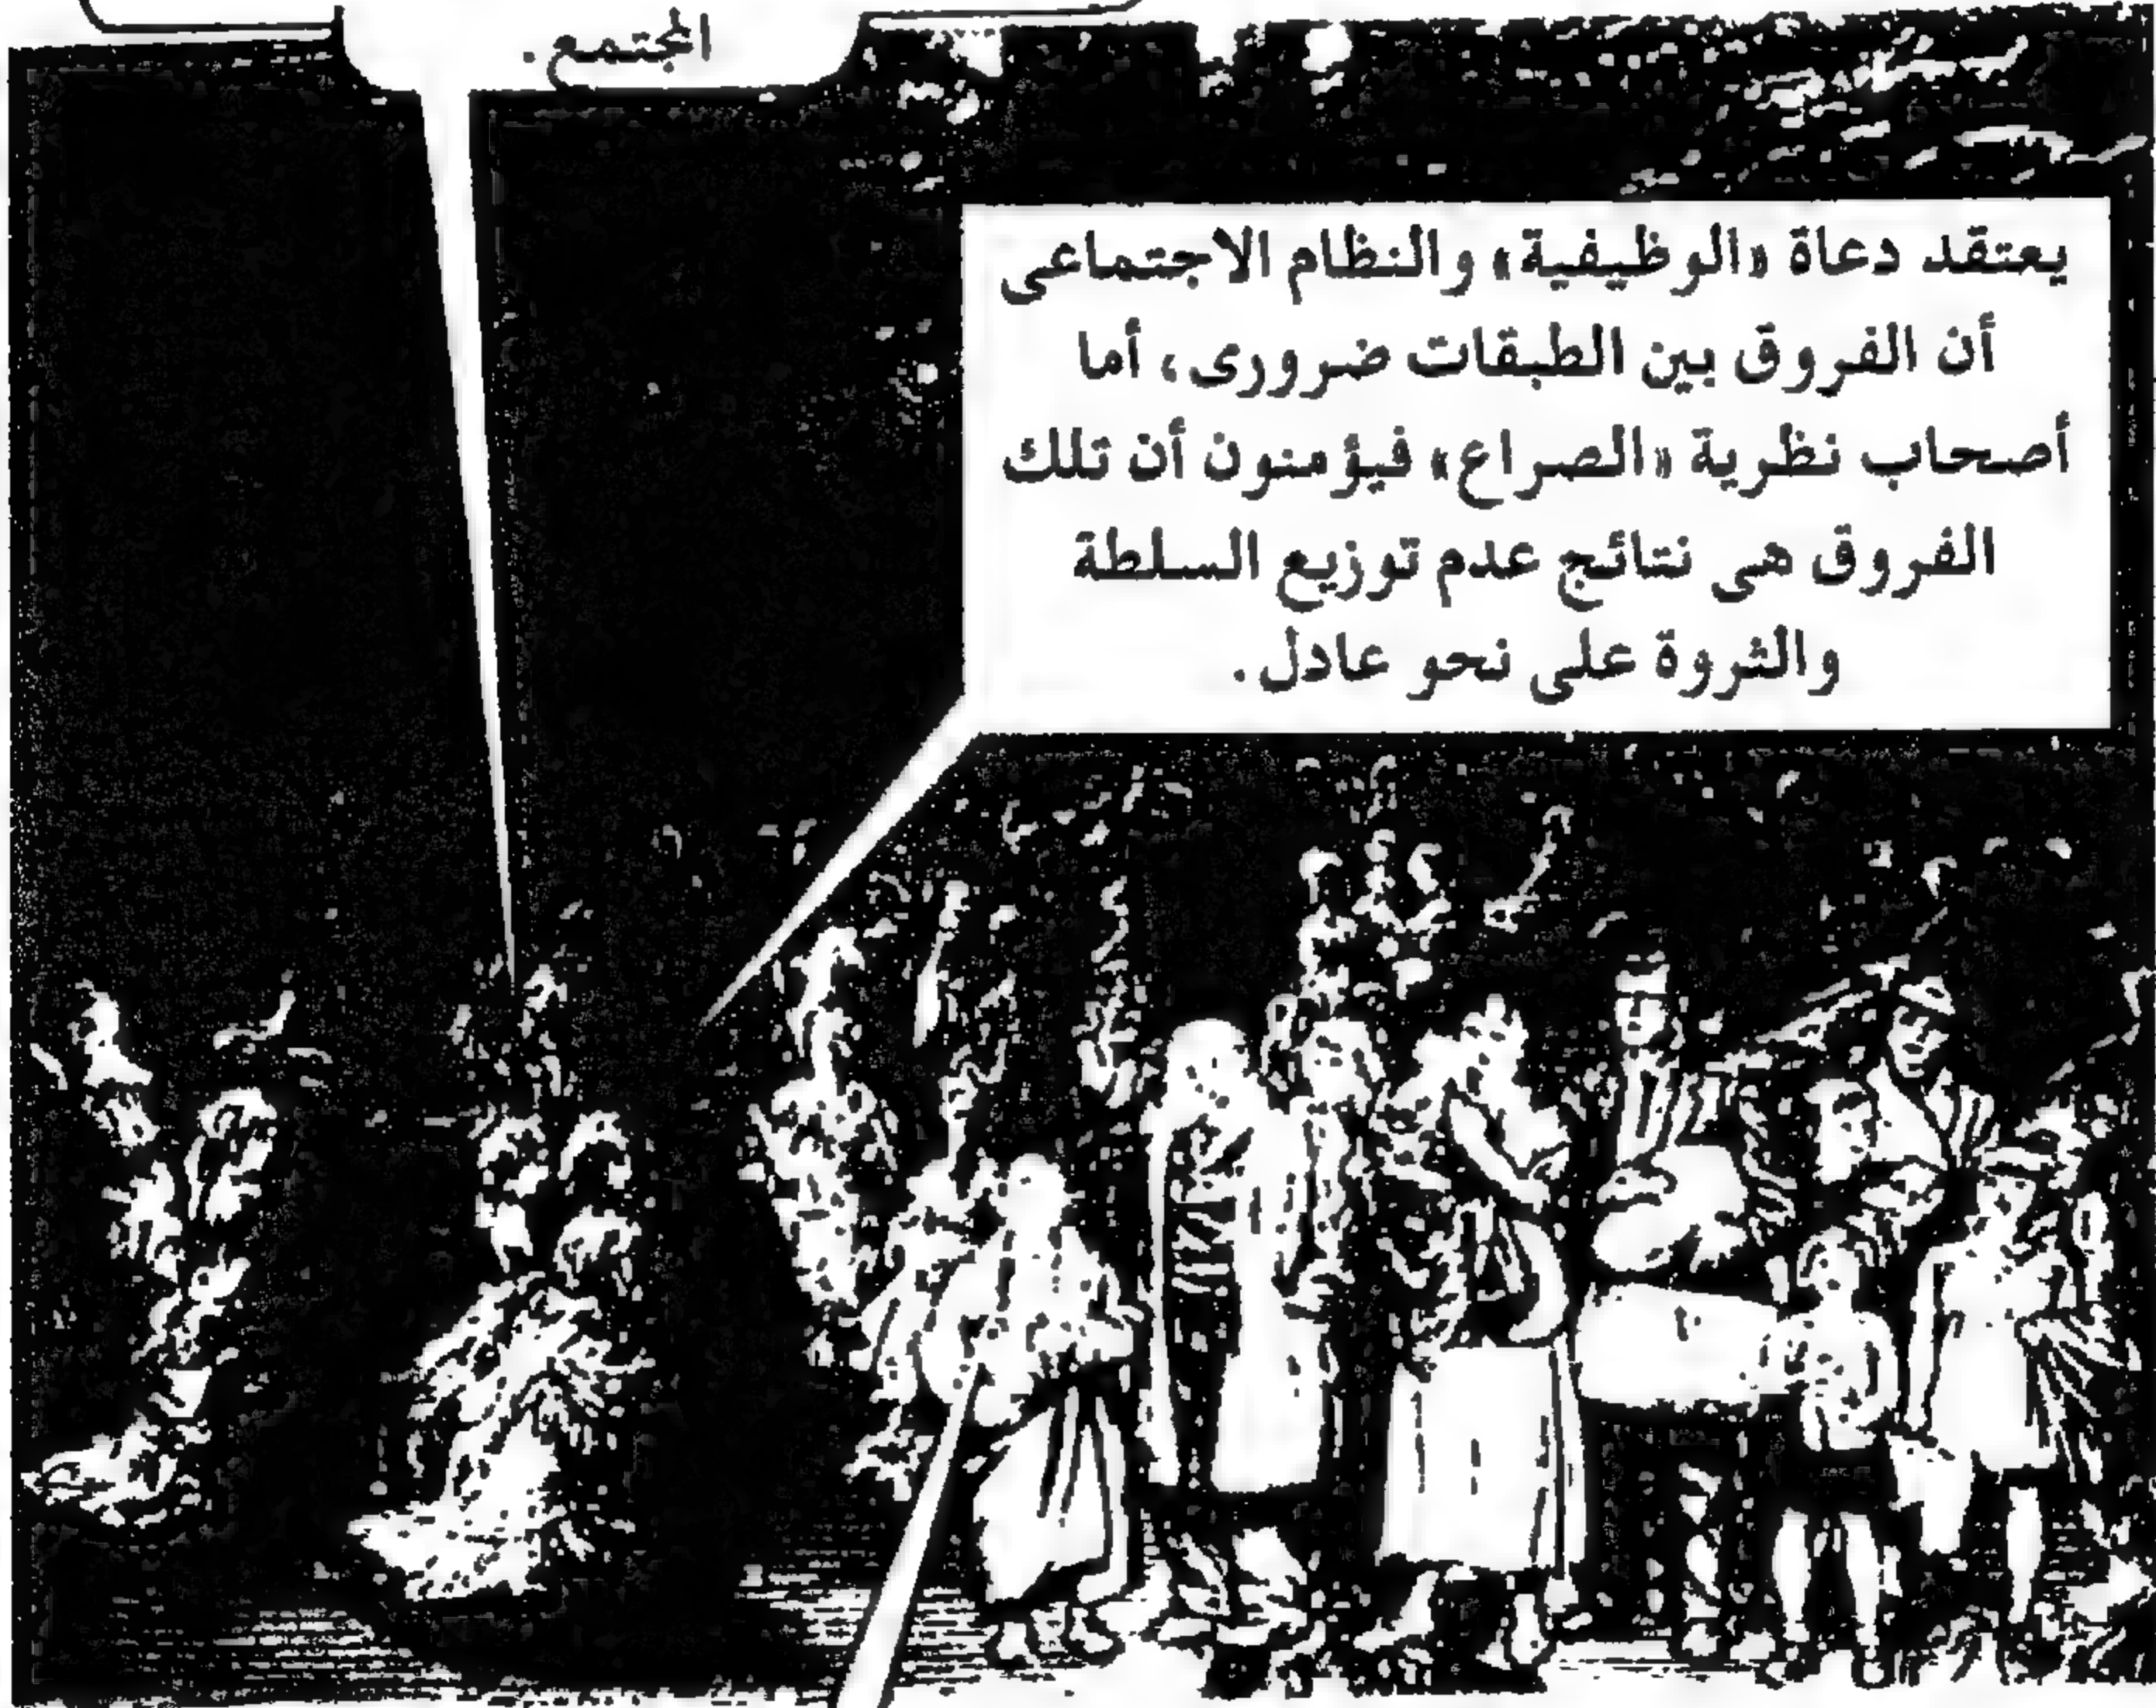 المجتمع.
يعتقد دعاة «الوظيفية» والنظام الاجتماعى
أن الفروق بين الطبقات ضرورى، أما
أصحاب نظرية «الصراع» فيؤمنون أن تلك
الفروق هى نتائج عدم توزيع السلطة
والثروة على نحو عادل.